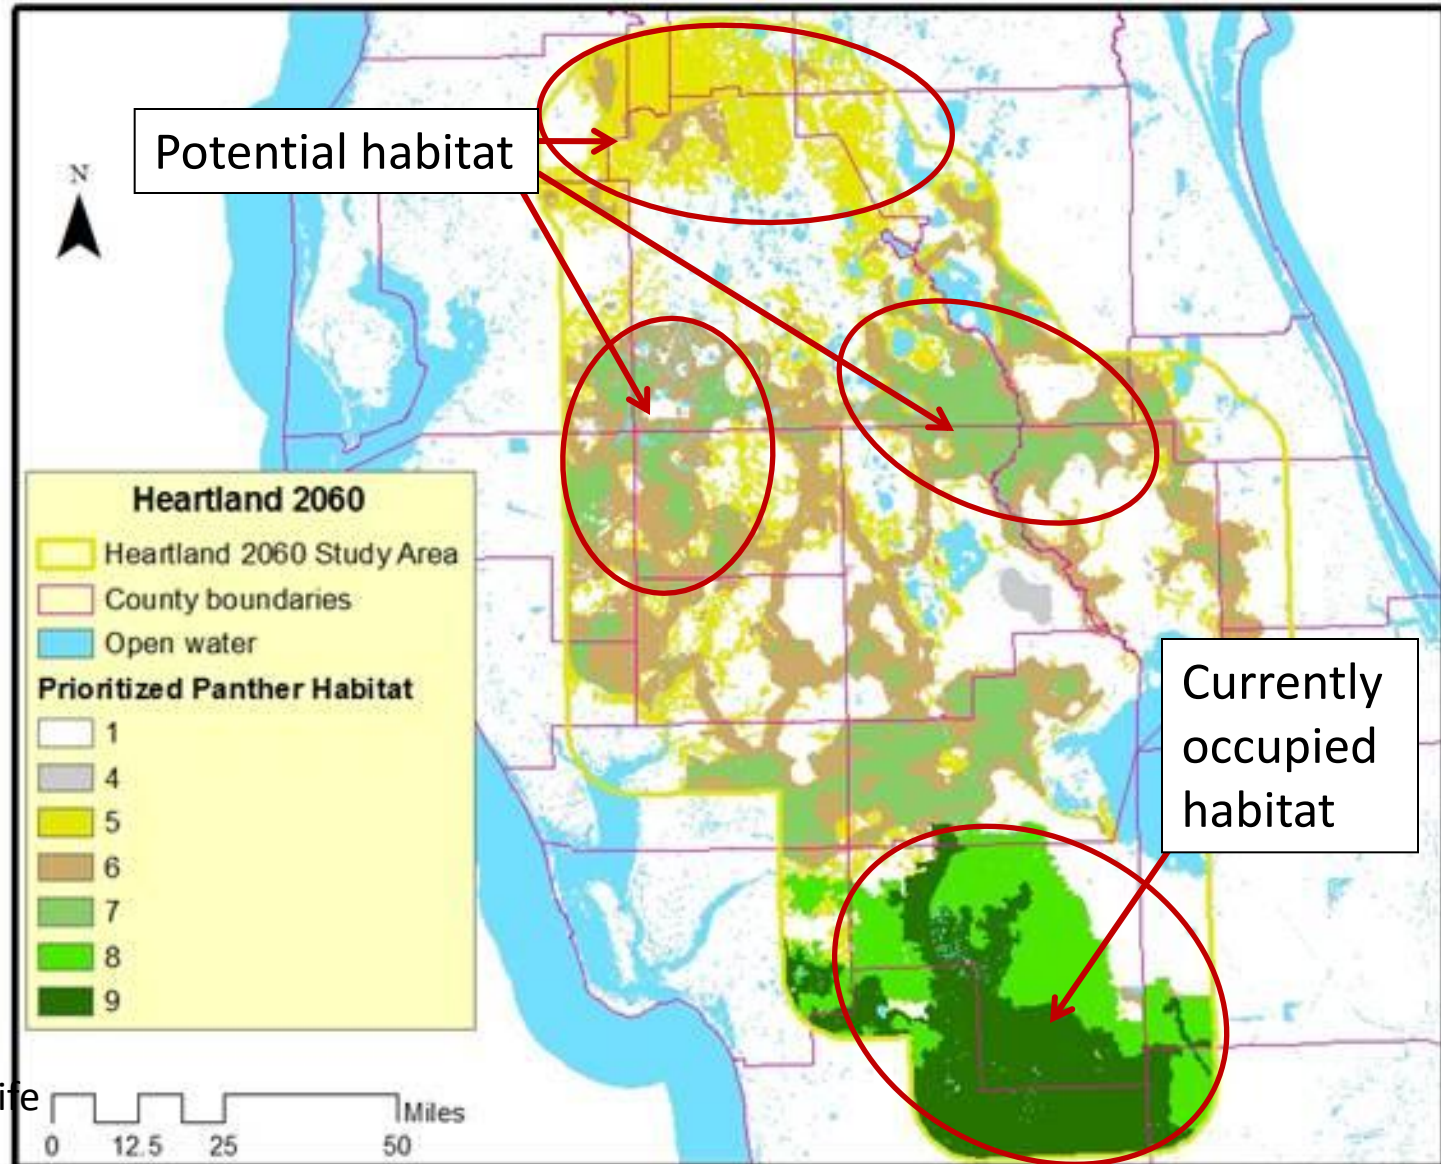 Potential habitat
N
Heartland 2060
Heartland 2060 Study Area
County boundaries
Open water
Prioritized Panther Habitat
1
4
5
6
7
8
9
Currently
occupied
habitat
ife
Miles
0 12.5 25 50